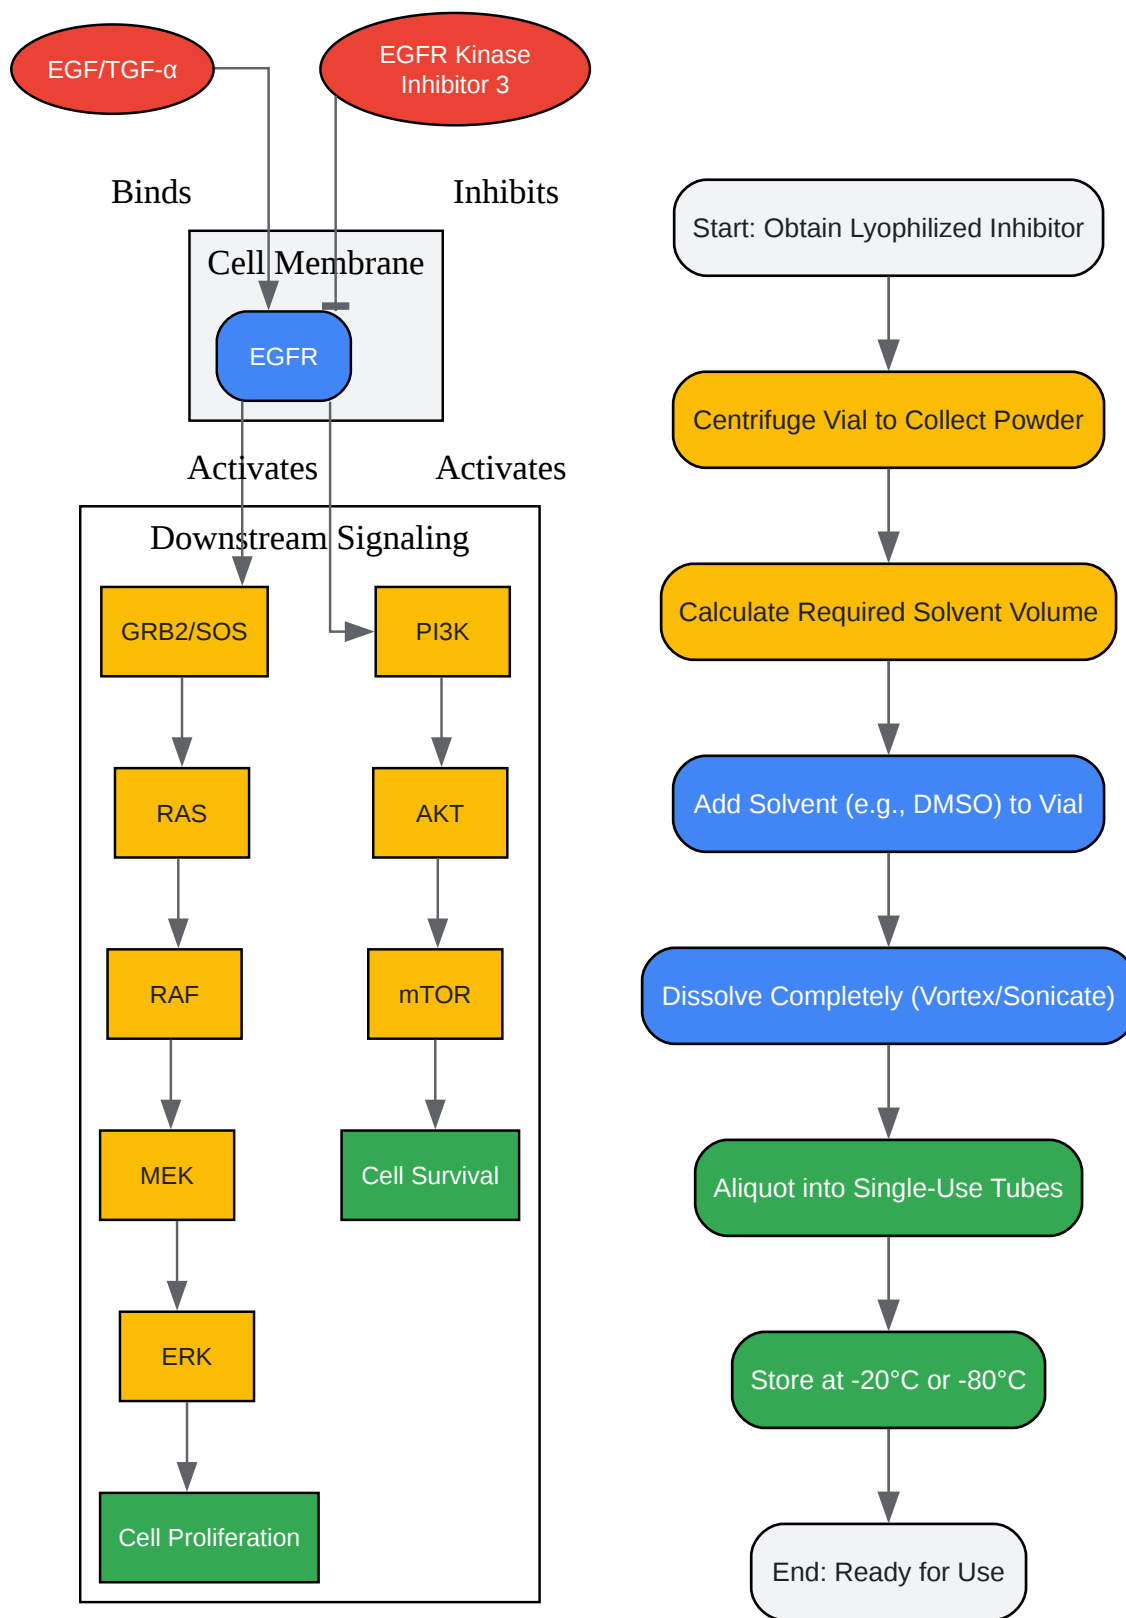 EGF/TGF-α
EGFR Kinase
Inhibitor 3
Binds
Inhibits
Cell Membrane
EGFR
Activates
Activates
Downstream Signaling
GRB2/SOS
PI3K
RAS
AKT
RAF
mTOR
MEK
Cell Survival
ERK
Cell Proliferation
Start: Obtain Lyophilized Inhibitor
Centrifuge Vial to Collect Powder
Calculate Required Solvent Volume
Add Solvent (e.g., DMSO) to Vial
Dissolve Completely (Vortex/Sonicate)
Aliquot into Single-Use Tubes
Store at -20°C or -80°C
End: Ready for Use